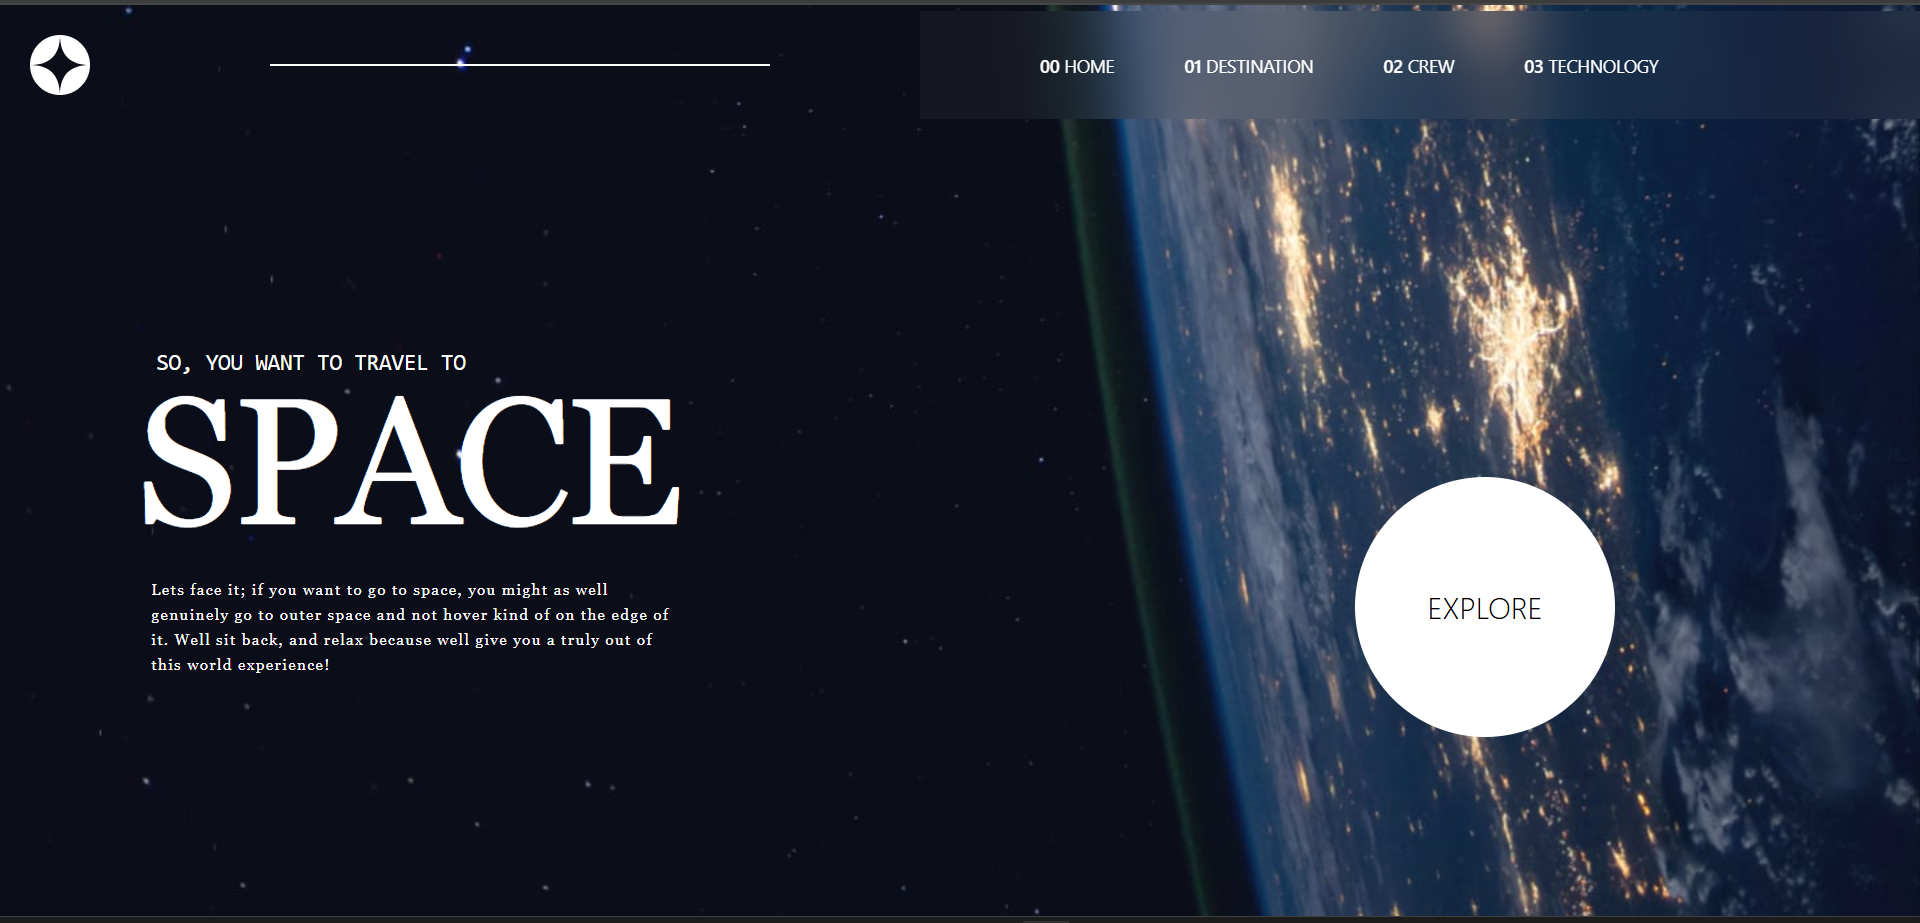 00 HOME 01 DESTINATION 02 CREW 03 TECHNOLOGY
SO, YOU WANT TO TRAVEL TO
SPACE
Lets face it; if you want to go to space, you might as well
genuinely go to outer space and not hover kind of on the edge of
it. Well sit back, and relax because well give you a truly out of
this world experience!
EXPLORE